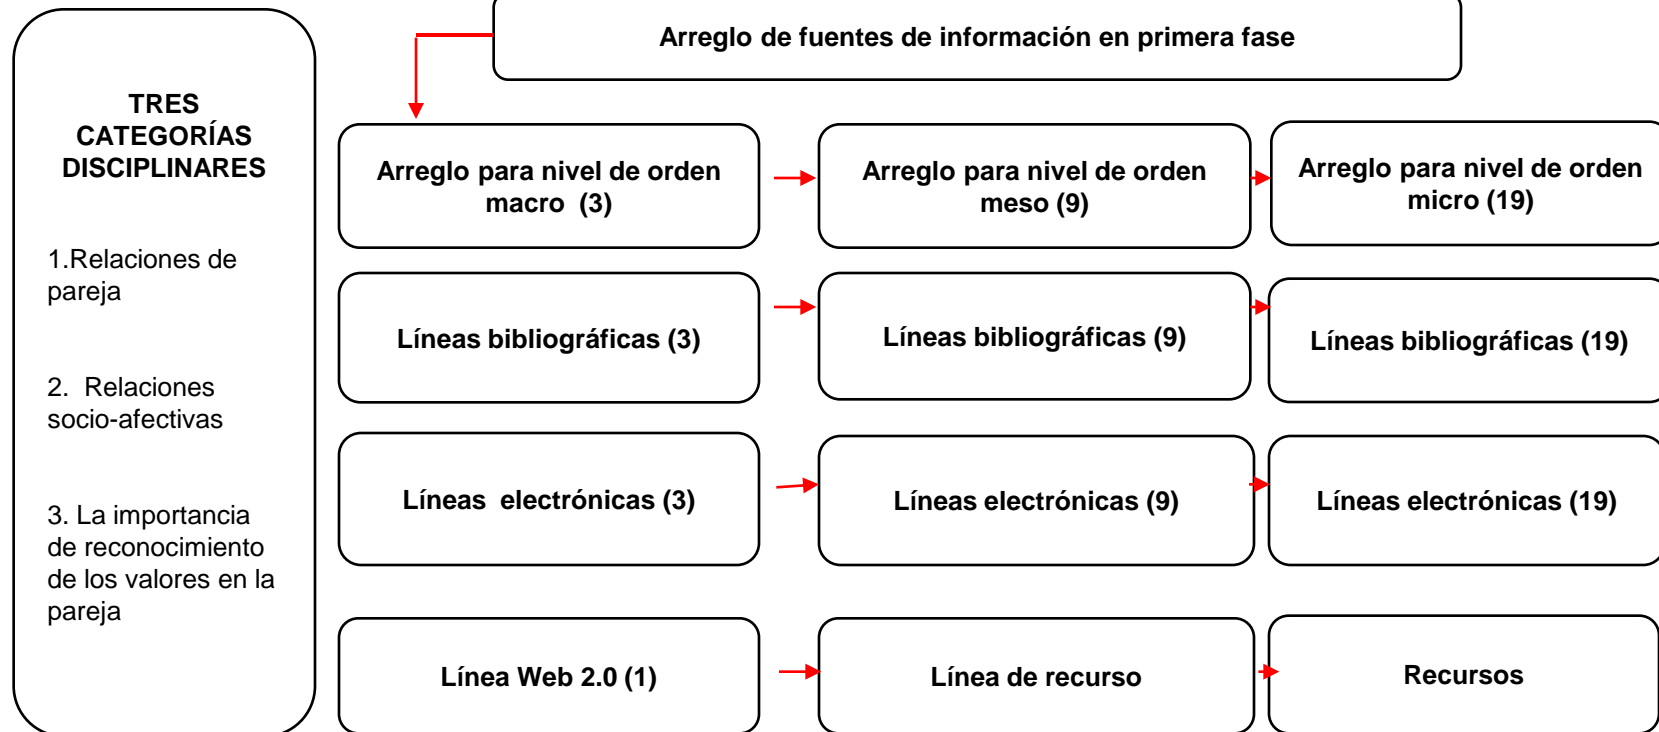 Arreglo de fuentes de información en primera fase
TRES
CATEGORÍAS
DISCIPLINARES
1.Relaciones de
pareja
2. Relaciones
socio-afectivas
3. La importancia
de reconocimiento
de los valores en la
pareja
Arreglo para nivel de orden
macro (3)
Arreglo para nivel de orden
meso (9)
Arreglo para nivel de orden
micro (19)
Líneas bibliográficas (3)
Líneas bibliográficas (9)
Líneas bibliográficas (19)
Líneas electrónicas (3)
Líneas electrónicas (9)
Líneas electrónicas (19)
Línea Web 2.0 (1)
Línea de recurso
Recursos